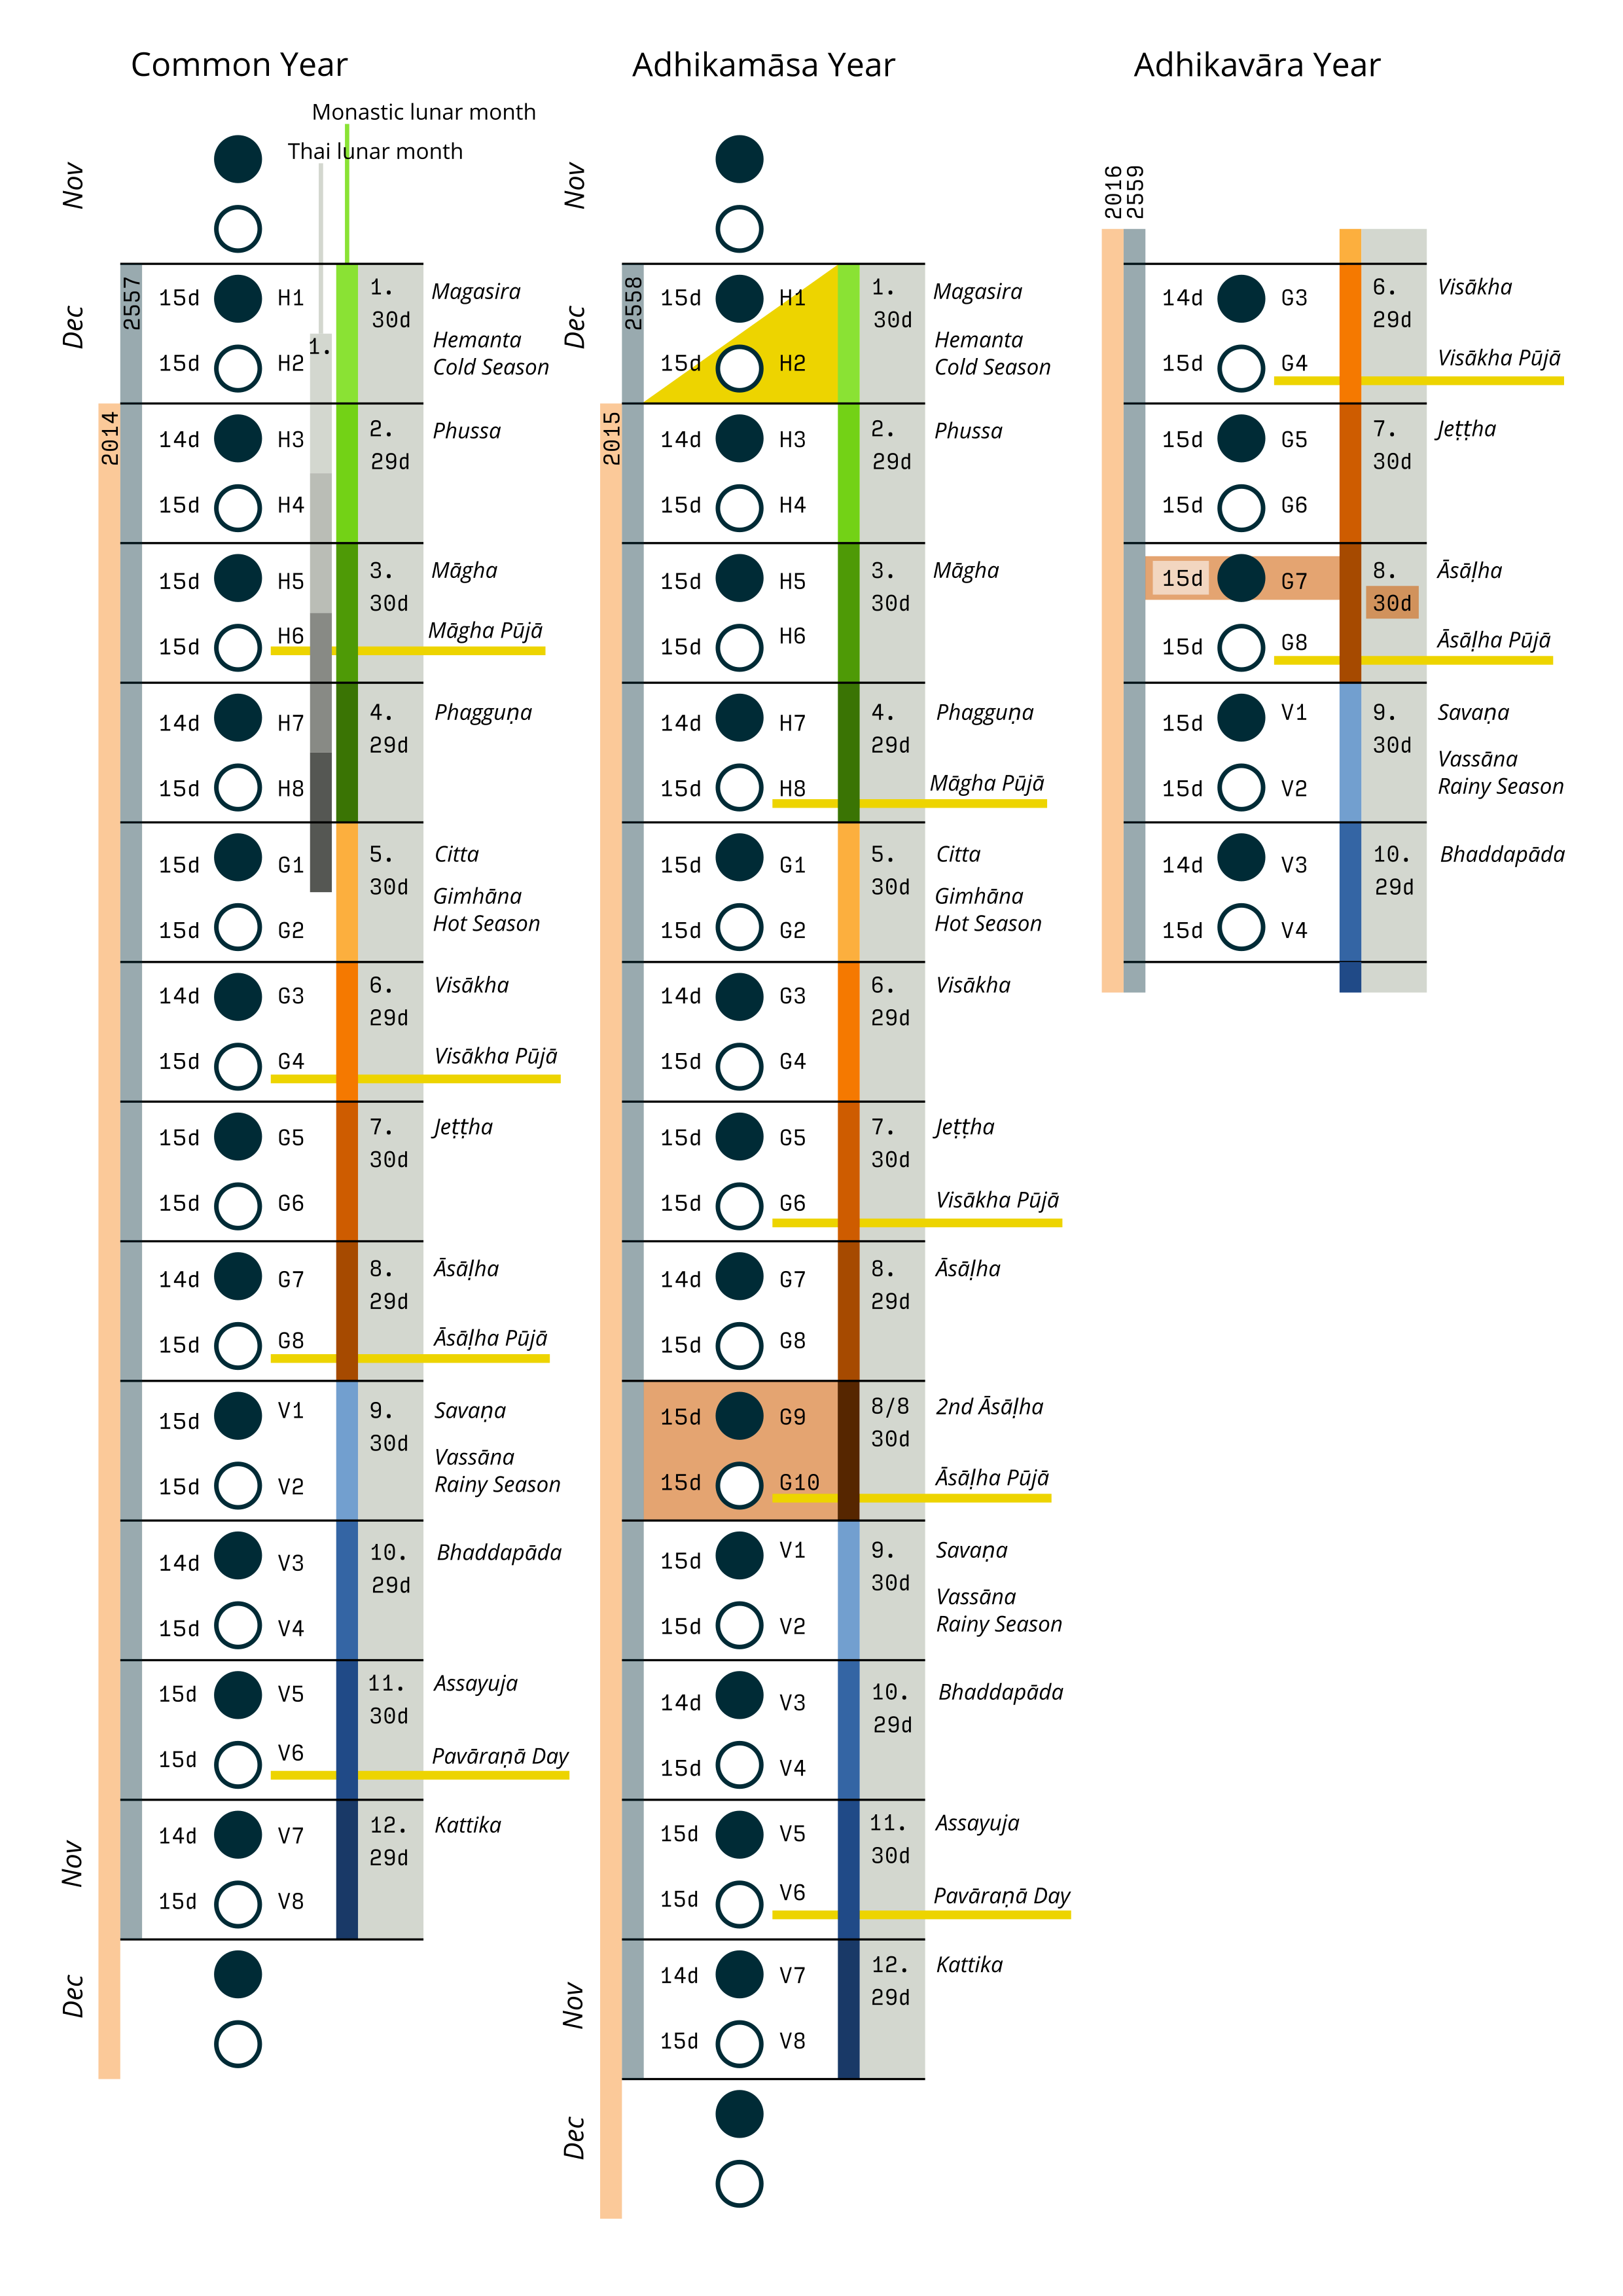 Common Year
Monastic lunar month
Thai lunar month
Nov
Dec
2557
2014
15d H1 1. Magasira
30d
1.
15d H2 Hemanta
Cold Season
14d H3 2. Phussa
29d
15d H4
15d H5 3. Māgha
30d
15d H6 Māgha Pūjā
14d H7 4. Phagguṇa
29d
15d H8
15d G1 5. Citta
30d
Gimhāna
15d G2 Hot Season
14d G3 6. Visākha
29d
15d G4 Visākha Pūjā
15d G5 7. Jeṭṭha
30d
15d G6
14d G7 8. Āsāḷha
29d
15d G8 Āsāḷha Pūjā
15d V1 9. Savaṇa
30d
Vassāna
15d V2 Rainy Season
14d V3 10. Bhaddapāda
29d
15d V4
15d V5 11. Assayuja
30d
15d V6 Pavāraṇā Day
14d V7 12. Kattika
29d
15d V8
Nov
Dec
Adhikamāsa Year
Nov
Dec
2558
2015
15d H1 1. Magasira
30d
15d H2 Hemanta
Cold Season
14d H3 2. Phussa
29d
15d H4
15d H5 3. Māgha
30d
15d H6
14d H7 4. Phagguṇa
29d
15d H8 Māgha Pūjā
15d G1 5. Citta
30d
Gimhāna
15d G2 Hot Season
14d G3 6. Visākha
29d
15d G4
15d G5 7. Jeṭṭha
30d
15d G6 Visākha Pūjā
14d G7 8. Āsāḷha
29d
15d G8
15d G9 8/8 2nd Āsāḷha
30d
15d G10 Āsāḷha Pūjā
15d V1 9. Savaṇa
30d
Vassāna
15d V2 Rainy Season
14d V3 10. Bhaddapāda
29d
15d V4
15d V5 11. Assayuja
30d
15d V6 Pavāraṇā Day
14d V7 12. Kattika
29d
15d V8
Nov
Dec
Adhikavāra Year
2016
2559
14d G3 6. Visākha
29d
15d G4 Visākha Pūjā
15d G5 7. Jeṭṭha
30d
15d G6
15d G7 8. Āsāḷha
30d
15d G8 Āsāḷha Pūjā
15d V1 9. Savaṇa
30d
Vassāna
15d V2 Rainy Season
14d V3 10. Bhaddapāda
29d
15d V4